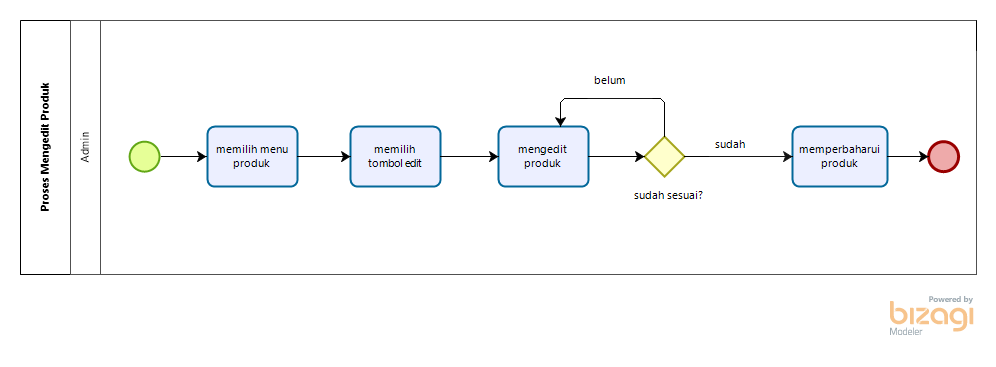 Proses Mengedit Produk
Admin
memilih menu
produk
memilih
tombol edit
mengedit
produk
belum
sudah sesuai?
sudah
memperbaharui
produk
Powered by
bizagi
Modeler